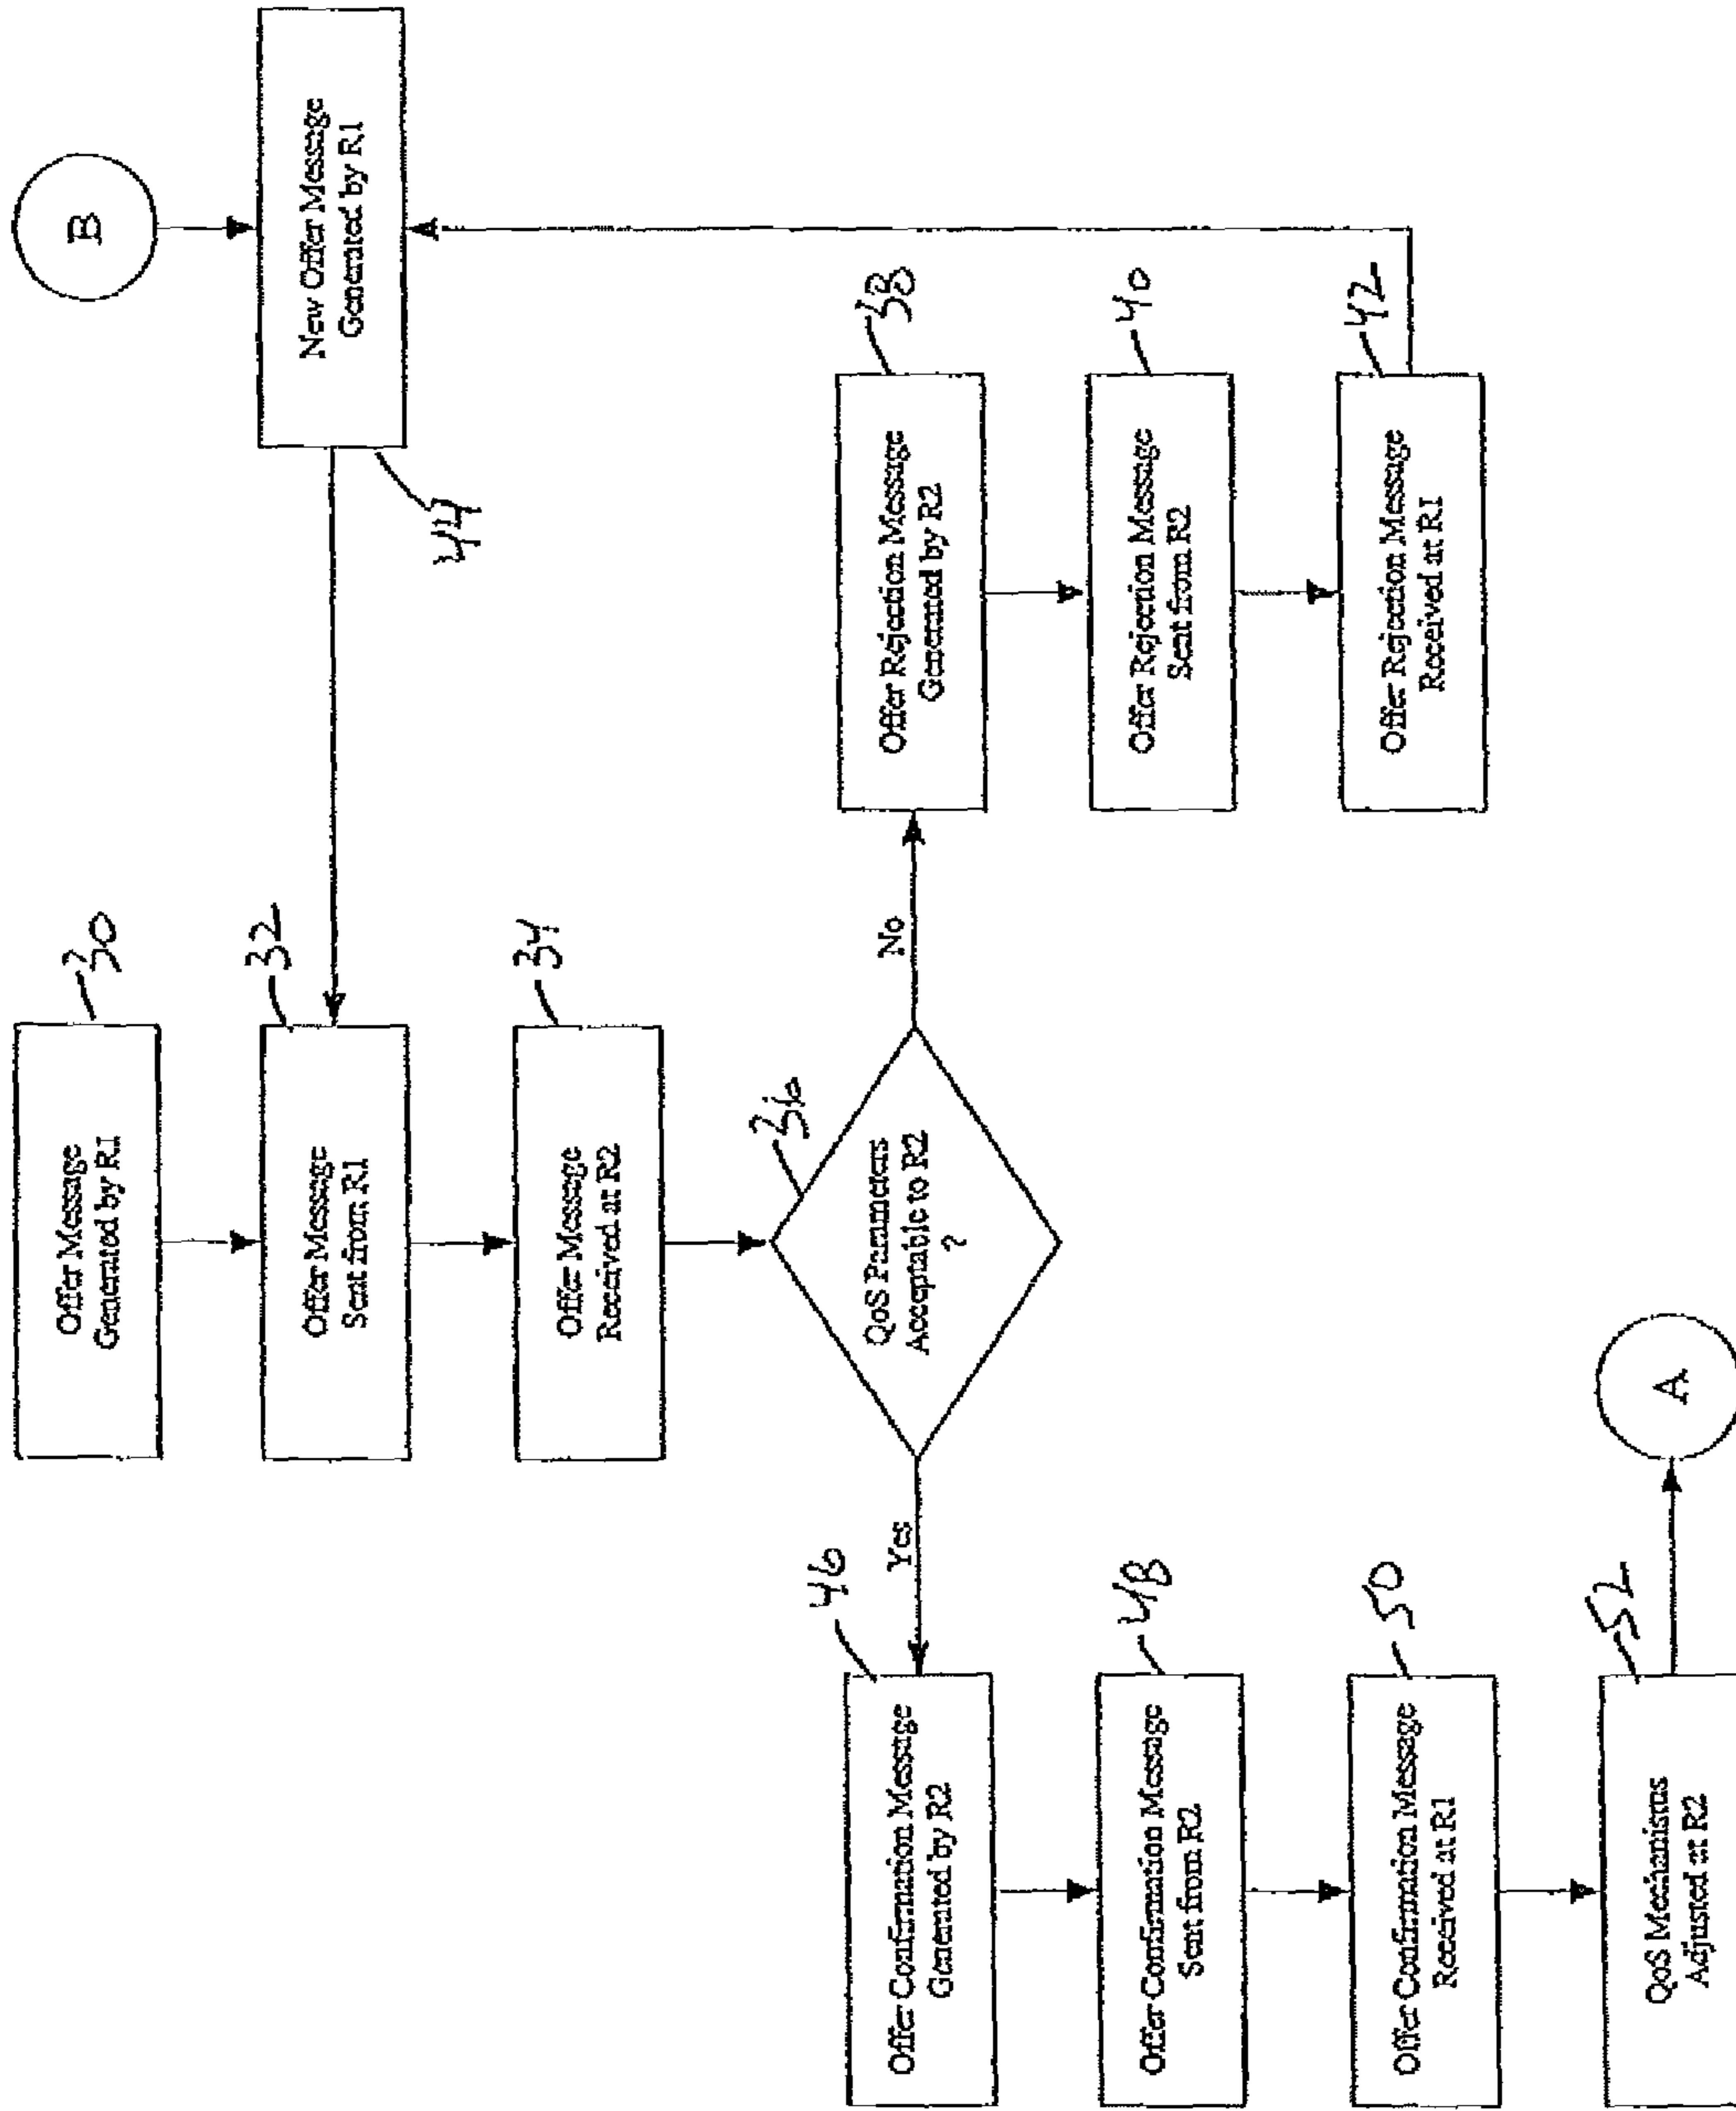 Offer Message
Generated by R1
30
Offer Message
Sent from R1
32
Offer Message
Received at R2
34
QoS Parameters
Acceptable to R2
?
36
Yes
No
Offer Confirmation Message
Generated by R2
46
Offer Confirmation Message
Sent from R2
48
Offer Confirmation Message
Received at R1
50
QoS Mechanisms
Adjusted at R2
52
A
Offer Rejection Message
Generated by R2
38
Offer Rejection Message
Sent from R2
40
Offer Rejection Message
Received at R1
42
B
New Offer Message
Generated by R1
44